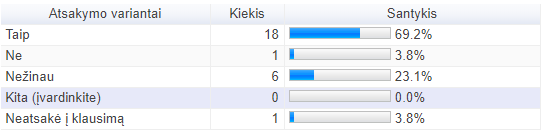 Atsakymo variantai Kiekis Santykis
Taip 18 69.2%
Ne 1 3.8%
Nežinau 6 23.1%
Kita (įvardinkite) 0 0.0%
Neatsakė į klausimą 1 3.8%